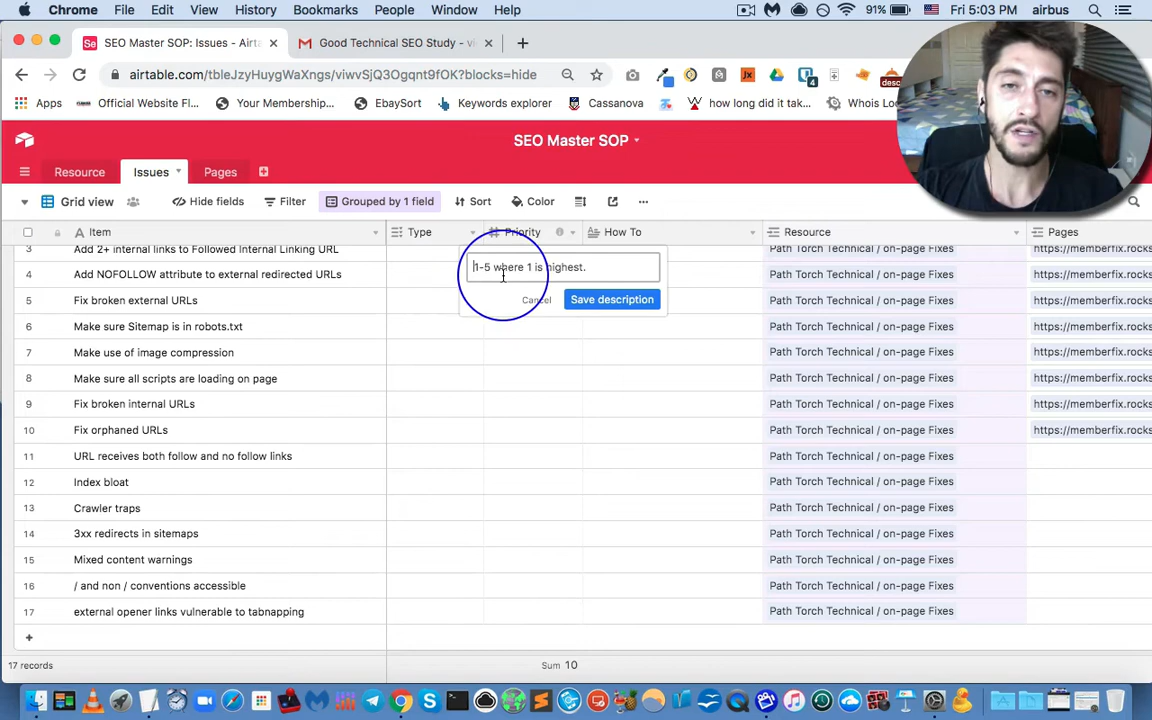 Chrome File Edit View History Bookmarks People Window Help 91% Fri 5:03 PM airbus
SEO Master SOP: Issues - Airta Good Technical SEO Study - vi
airtable.com/tbleJzyHuygWaXngs/viwvSjQ3Ogqnt9fOK?blocks=hide Jx 4 desc
Apps Official Website Fl... Your Membership... EbaySort Keywords explorer Cassanova how long did it tak... Whois Loo
SEO Master SOP
Resource Issues Pages
Grid view Hide fields Filter Grouped by 1 field Sort Color
Item Type Priority How To Resource Pages
3 Add 2+ internal links to Followed Internal Linking URL Path Torch Technical / on-page Fixes https://memberfix.rocks
1-5 where 1 is highest.
4 Add NOFOLLOW attribute to external redirected URLs Path Torch Technical / on-page Fixes https://memberfix.rocks
5 Fix broken external URLs Cancel Save description Path Torch Technical / on-page Fixes https://memberfix.rocks
6 Make sure Sitemap is in robots.txt Path Torch Technical / on-page Fixes https://memberfix.rocks
7 Make use of image compression Path Torch Technical / on-page Fixes https://memberfix.rocks
8 Make sure all scripts are loading on page Path Torch Technical / on-page Fixes https://memberfix.rocks
9 Fix broken internal URLs Path Torch Technical / on-page Fixes https://memberfix.rocks
10 Fix orphaned URLs Path Torch Technical / on-page Fixes https://memberfix.rocks
11 URL receives both follow and no follow links Path Torch Technical / on-page Fixes
12 Index bloat Path Torch Technical / on-page Fixes
13 Crawler traps Path Torch Technical / on-page Fixes
14 3xx redirects in sitemaps Path Torch Technical / on-page Fixes
15 Mixed content warnings Path Torch Technical / on-page Fixes
16 / and non / conventions accessible Path Torch Technical / on-page Fixes
17 external opener links vulnerable to tabnapping Path Torch Technical / on-page Fixes
+
17 records Sum 10